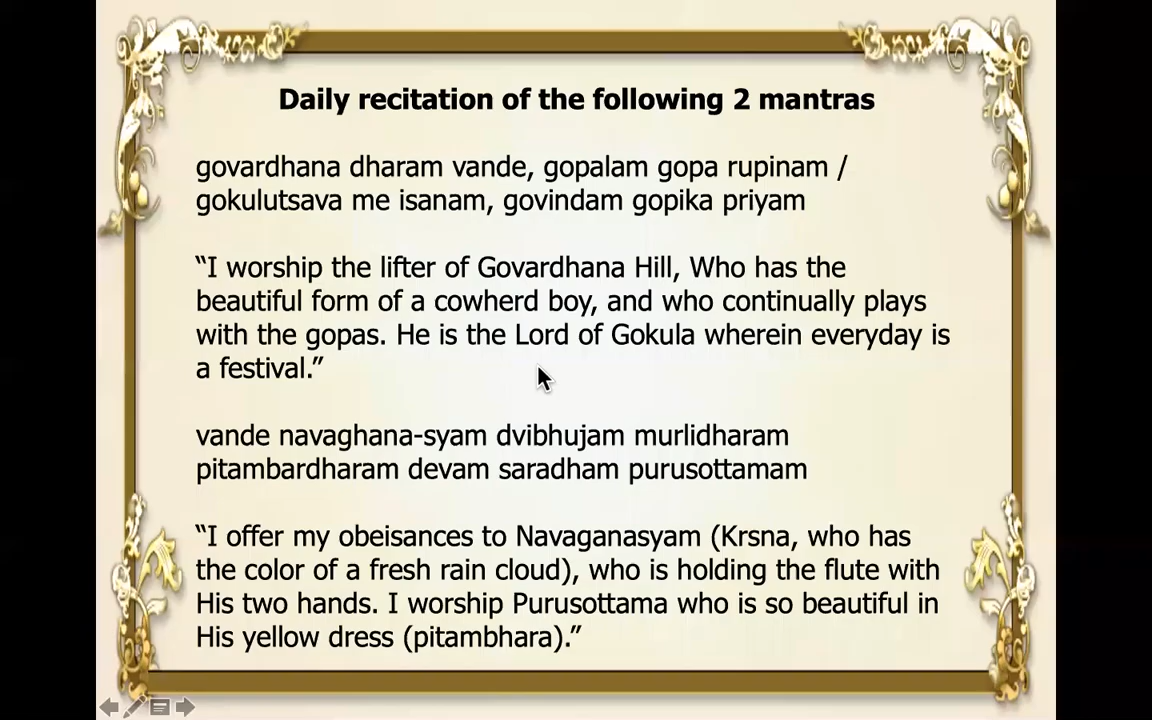 Daily recitation of the following 2 mantras
govardhana dharam vande, gopalam gopa rupinam /
gokulutsava me isanam, govindam gopika priyam
“I worship the lifter of Govardhana Hill, Who has the
beautiful form of a cowherd boy, and who continually plays
with the gopas. He is the Lord of Gokula wherein everyday is
a festival.”
vande navaghana-syam dvibhujam murlidharam
pitambardharam devam saradham purusottamam
“I offer my obeisances to Navaganasyam (Krsna, who has
the color of a fresh rain cloud), who is holding the flute with
His two hands. I worship Purusottama who is so beautiful in
His yellow dress (pitambhara).”